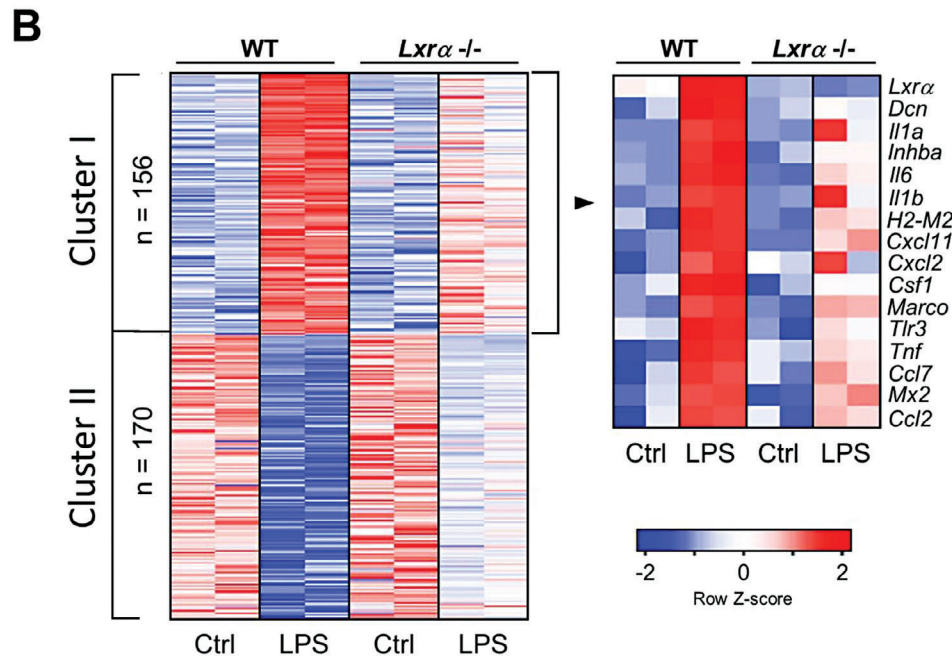 B
WT
Lxrα -/-
Cluster I
n = 156
Cluster II
n = 170
Ctrl
LPS
Ctrl
LPS
WT
Lxrα -/-
Lxrα
Dcn
Il1a
Inhba
Il6
Il1b
H2-M2
Cxcl11
Cxcl2
Csf1
Marco
Tlr3
Tnf
Ccl7
Mx2
Ccl2
Ctrl
LPS
Ctrl
LPS
-2
0
2
Row Z-score